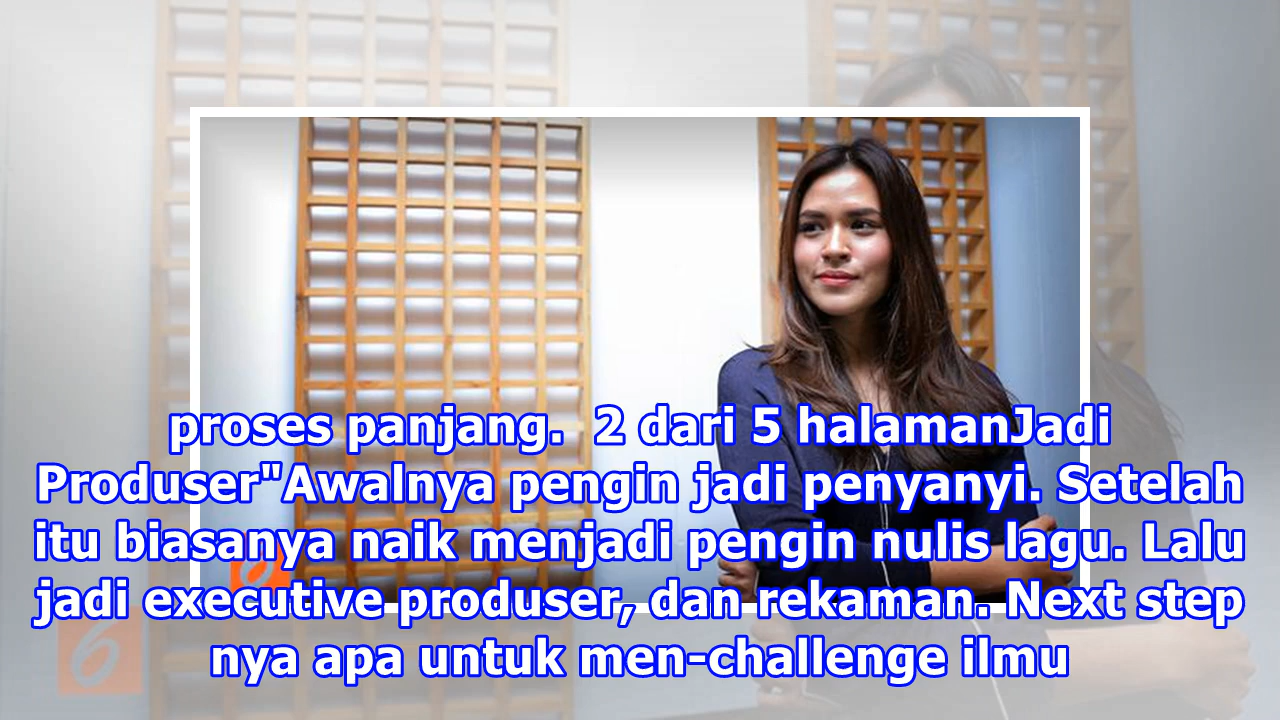 proses panjang.  2 dari 5 halamanJadi
Produser"Awalnya pengin jadi penyanyi. Setelah
itu biasanya naik menjadi pengin nulis lagu. Lalu
jadi executive produser, dan rekaman. Next step
nya apa untuk men-challenge ilmu
6